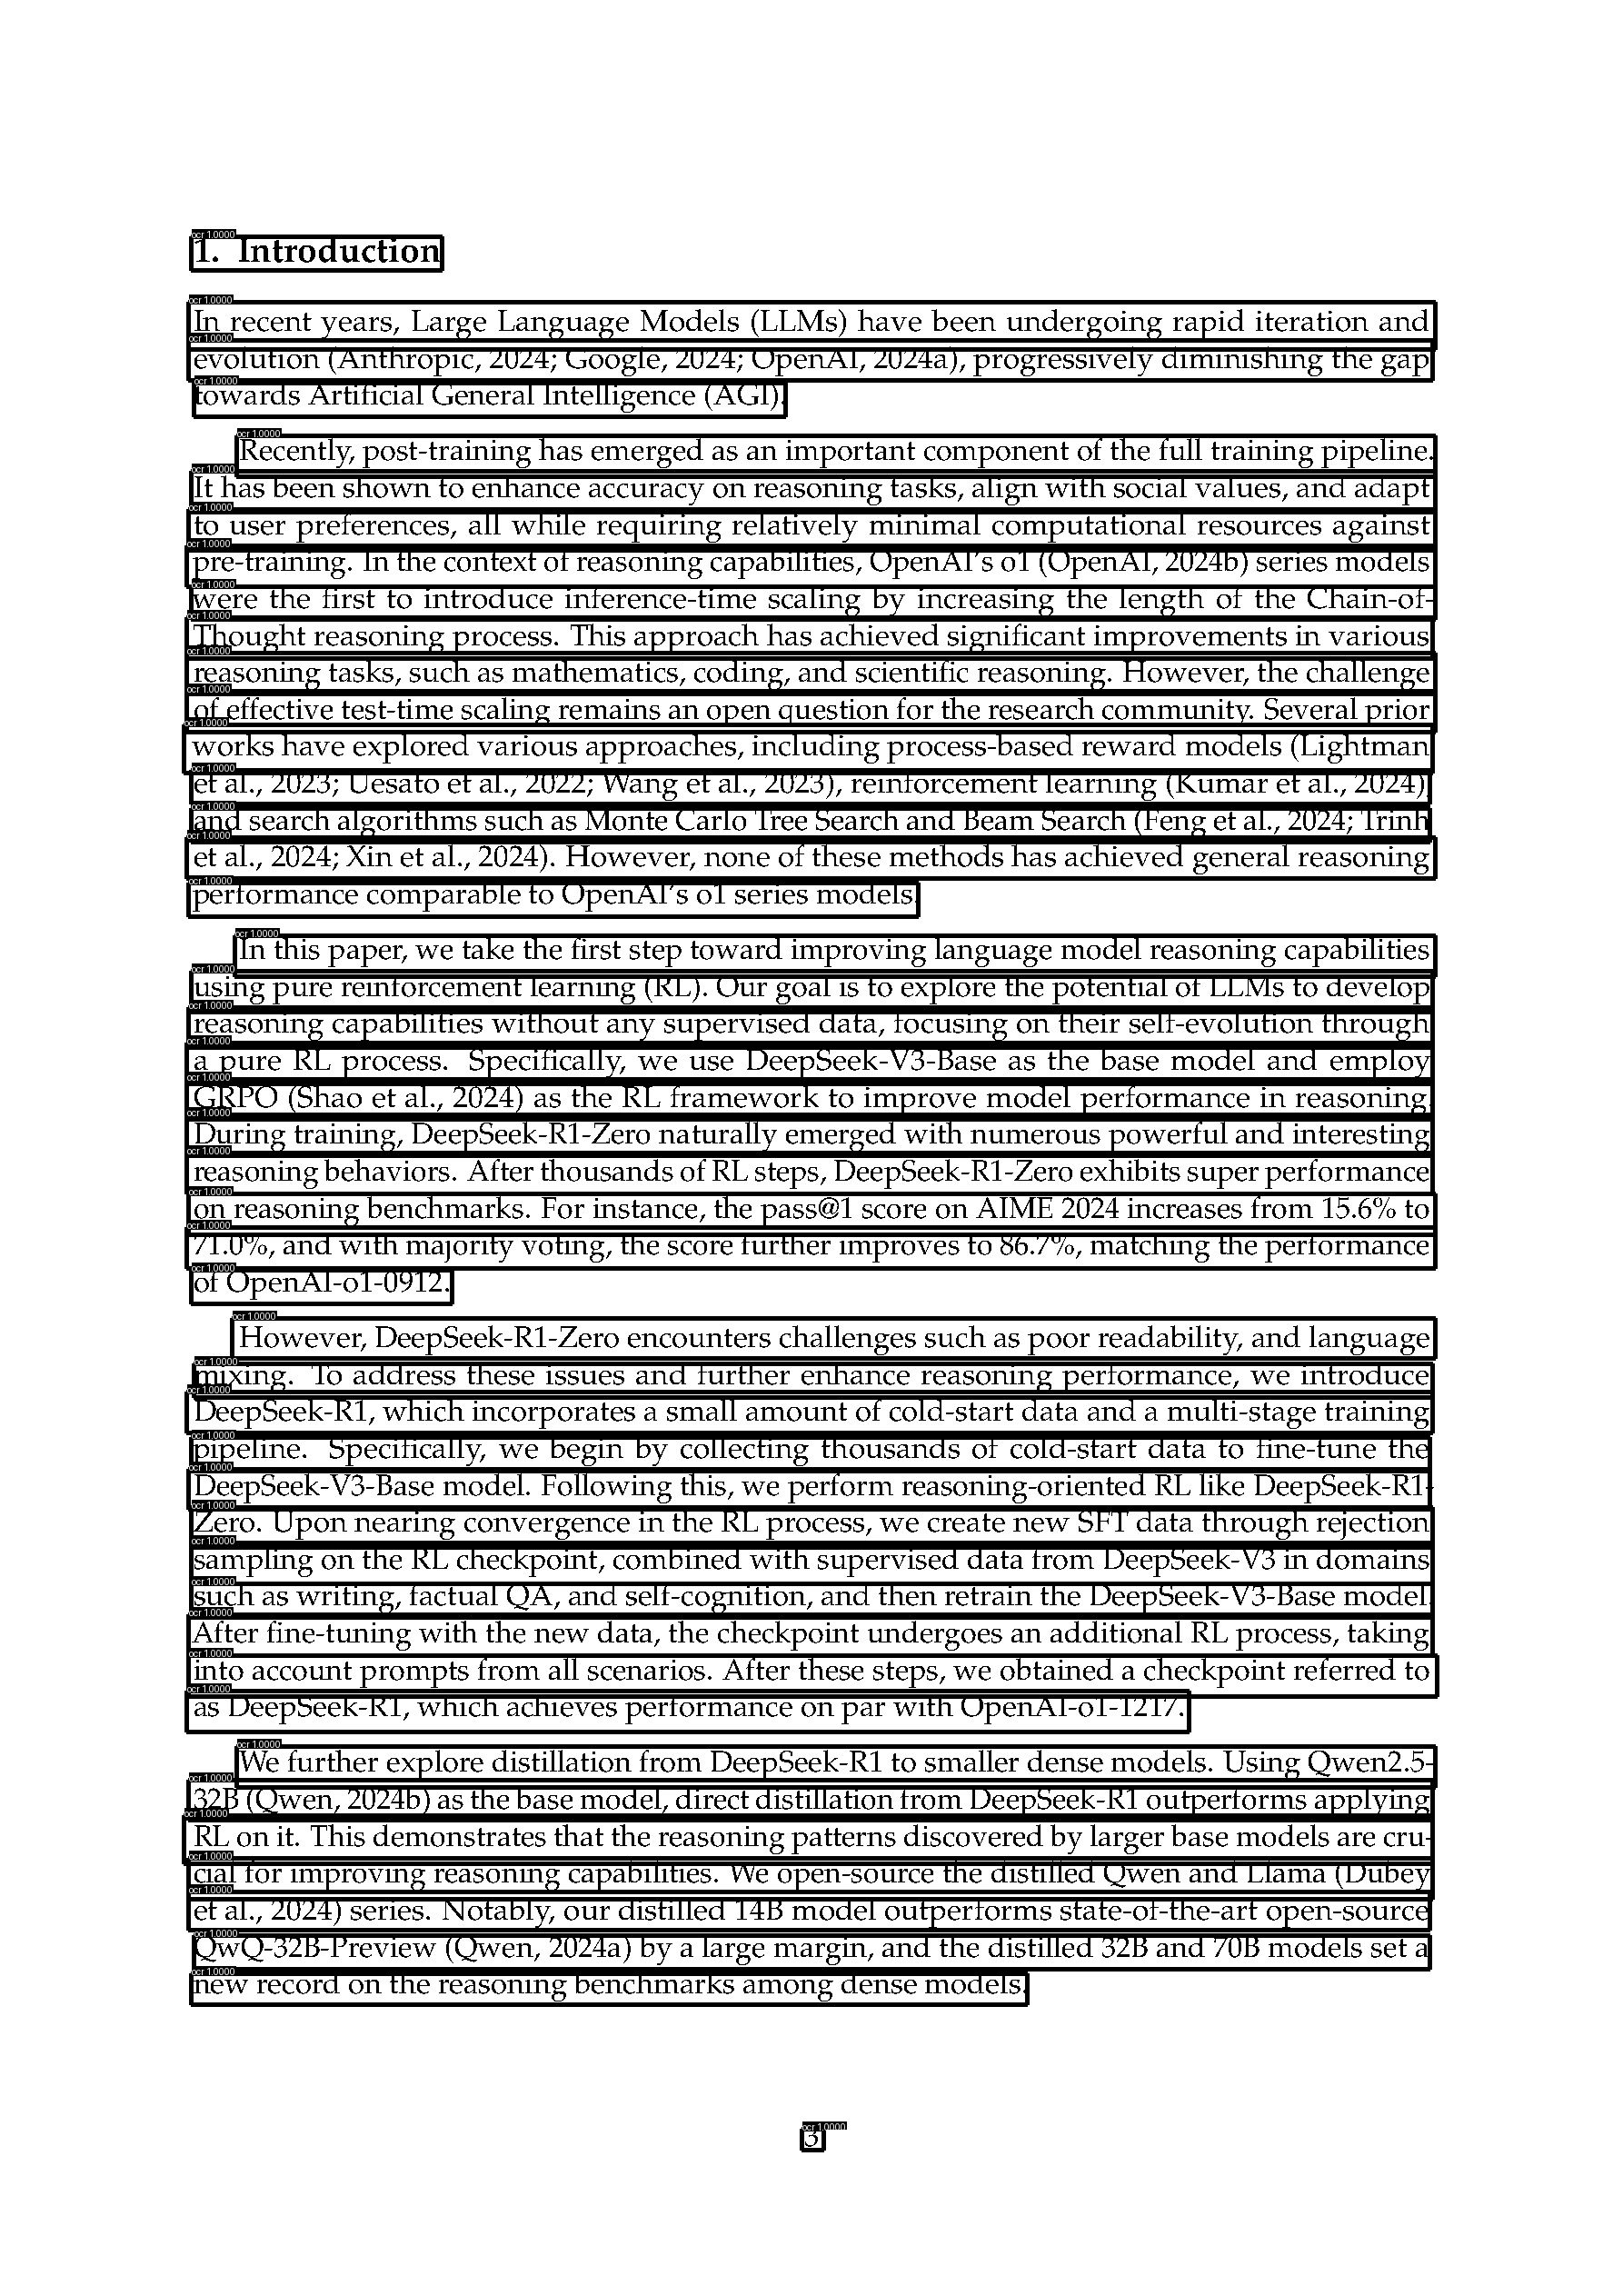 1. Introduction
In recent years, Large Language Models (LLMs) have been undergoing rapid iteration and
evolution (Anthropic, 2024; Google, 2024; OpenAI, 2024a), progressively diminishing the gap
towards Artificial General Intelligence (AGI).
Recently, post-training has emerged as an important component of the full training pipeline.
It has been shown to enhance accuracy on reasoning tasks, align with social values, and adapt
to user preferences, all while requiring relatively minimal computational resources against
pre-training. In the context of reasoning capabilities, OpenAI's o1 (OpenAI, 2024b) series models
were the first to introduce inference-time scaling by increasing the length of the Chain-of-
Thought reasoning process. This approach has achieved significant improvements in various
reasoning tasks, such as mathematics, coding, and scientific reasoning. However, the challenge
of effective test-time scaling remains an open question for the research community. Several prior
works have explored various approaches, including process-based reward models (Lightman
et al., 2023; Uesato et al., 2022; Wang et al., 2023), reinforcement learning (Kumar et al., 2024),
and search algorithms such as Monte Carlo Tree Search and Beam Search (Feng et al., 2024; Trinh
et al., 2024; Xin et al., 2024). However, none of these methods has achieved general reasoning
performance comparable to OpenAI's o1 series models.
In this paper, we take the first step toward improving language model reasoning capabilities
using pure reinforcement learning (RL). Our goal is to explore the potential of LLMs to develop
reasoning capabilities without any supervised data, focusing on their self-evolution through
a pure RL process. Specifically, we use DeepSeek-V3-Base as the base model and employ
GRPO (Shao et al., 2024) as the RL framework to improve model performance in reasoning.
During training, DeepSeek-R1-Zero naturally emerged with numerous powerful and interesting
reasoning behaviors. After thousands of RL steps, DeepSeek-R1-Zero exhibits super performance
on reasoning benchmarks. For instance, the pass@1 score on AIME 2024 increases from 15.6% to
71.0%, and with majority voting, the score further improves to 86.7%, matching the performance
of OpenAI-o1-0912.
However, DeepSeek-R1-Zero encounters challenges such as poor readability, and language
mixing. To address these issues and further enhance reasoning performance, we introduce
DeepSeek-R1, which incorporates a small amount of cold-start data and a multi-stage training
pipeline. Specifically, we begin by collecting thousands of cold-start data to fine-tune the
DeepSeek-V3-Base model. Following this, we perform reasoning-oriented RL like DeepSeek-R1-
Zero. Upon nearing convergence in the RL process, we create new SFT data through rejection
sampling on the RL checkpoint, combined with supervised data from DeepSeek-V3 in domains
such as writing, factual QA, and self-cognition, and then retrain the DeepSeek-V3-Base model.
After fine-tuning with the new data, the checkpoint undergoes an additional RL process, taking
into account prompts from all scenarios. After these steps, we obtained a checkpoint referred to
as DeepSeek-R1, which achieves performance on par with OpenAI-o1-1217.
We further explore distillation from DeepSeek-R1 to smaller dense models. Using Qwen2.5-
32B (Qwen, 2024b) as the base model, direct distillation from DeepSeek-R1 outperforms applying
RL on it. This demonstrates that the reasoning patterns discovered by larger base models are cru-
cial for improving reasoning capabilities. We open-source the distilled Qwen and Llama (Dubey
et al., 2024) series. Notably, our distilled 14B model outperforms state-of-the-art open-source
QwQ-32B-Preview (Qwen, 2024a) by a large margin, and the distilled 32B and 70B models set a
new record on the reasoning benchmarks among dense models.
3